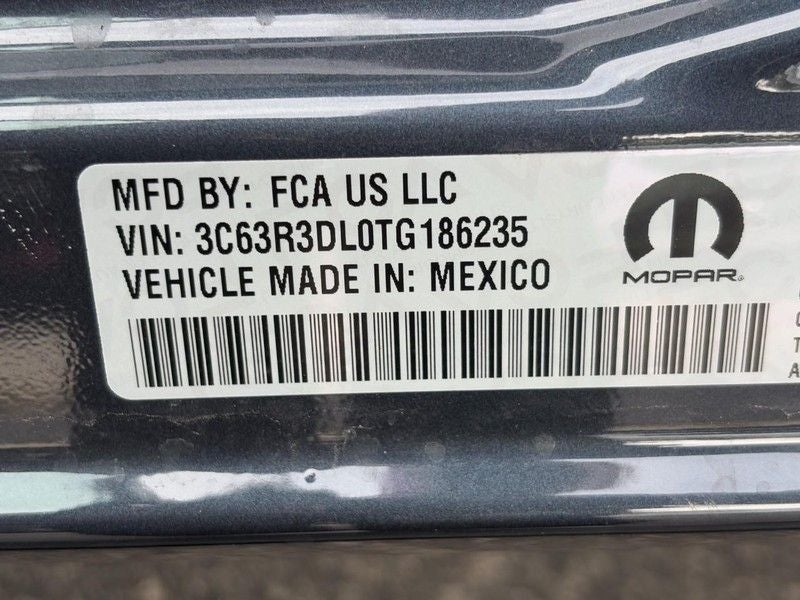 MFD BY: FCA US LLC
VIN: 3C63R3DL0TG186235
VEHICLE MADE IN: MEXICO
MOPAR®